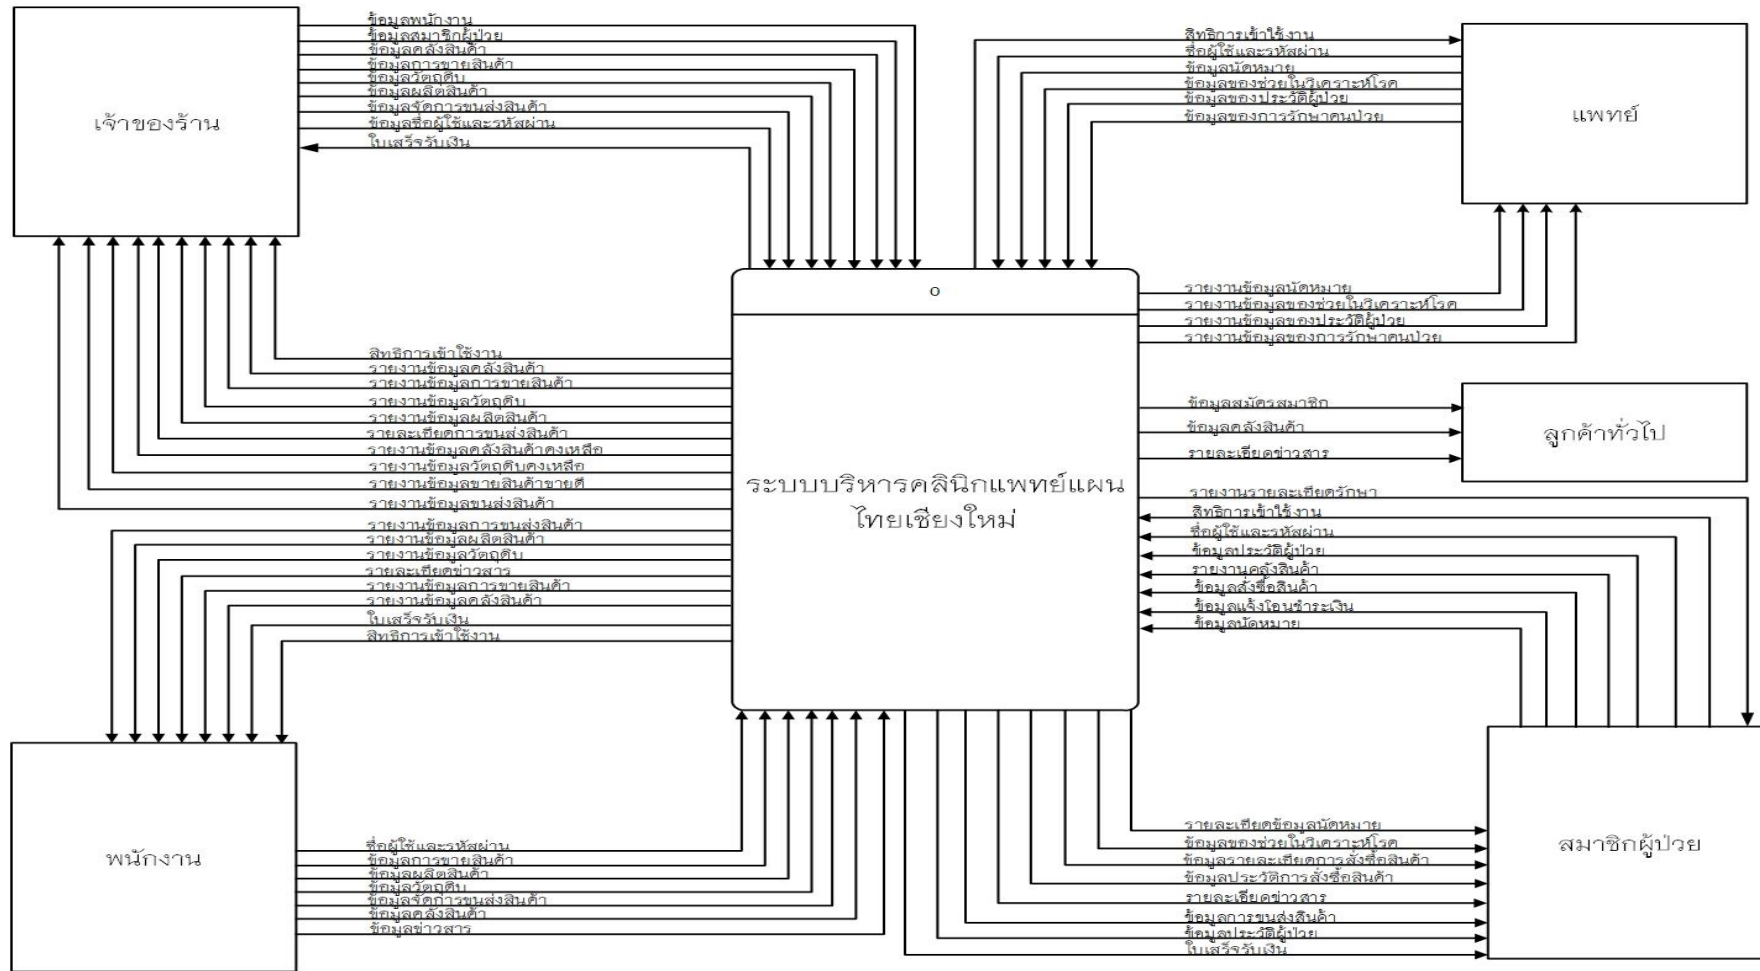 เจ้าของร้าน
ข้อมูลพนักงาน
ข้อมูลสมาชิกผู้ป่วย
ข้อมูลคลังสินค้า
ข้อมูลการขายสินค้า
ข้อมูลวัตถุดิบ
ข้อมูลผลิตสินค้า
ข้อมูลจัดการขนส่งสินค้า
ข้อมูลชื่อผู้ใช้และรหัสผ่าน
ใบเสร็จรับเงิน
สิทธิการเข้าใช้งาน
ชื่อผู้ใช้และรหัสผ่าน
ข้อมูลนัดหมาย
ข้อมูลของช่วยในวิเคราะห์โรค
ข้อมูลของประวัติผู้ป่วย
ข้อมูลของการรักษาคนป่วย
แพทย์
รายงานข้อมูลนัดหมาย
รายงานข้อมูลของช่วยในวิเคราะห์โรค
รายงานข้อมูลของประวัติผู้ป่วย
รายงานข้อมูลของการรักษาคนป่วย
0
ระบบบริหารคลินิกแพทย์แผน
ไทยเชียงใหม่
สิทธิการเข้าใช้งาน
รายงานข้อมูลคลังสินค้า
รายงานข้อมูลการขายสินค้า
รายงานข้อมูลวัตถุดิบ
รายงานข้อมูลผลิตสินค้า
รายละเอียดการขนส่งสินค้า
รายงานข้อมูลคลังสินค้าคงเหลือ
รายงานข้อมูลวัตถุดิบคงเหลือ
รายงานข้อมูลขายสินค้าขายดี
รายงานข้อมูลขนส่งสินค้า
รายงานข้อมูลการขนส่งสินค้า
รายงานข้อมูลผลิตสินค้า
รายงานข้อมูลวัตถุดิบ
รายละเอียดข่าวสาร
รายงานข้อมูลการขายสินค้า
รายงานข้อมูลคลังสินค้า
ใบเสร็จรับเงิน
สิทธิการเข้าใช้งาน
ข้อมูลสมัครสมาชิก
ข้อมูลคลังสินค้า
รายละเอียดข่าวสาร
ลูกค้าทั่วไป
รายงานรายละเอียดรักษา
สิทธิการเข้าใช้งาน
ชื่อผู้ใช้และรหัสผ่าน
ข้อมูลประวัติผู้ป่วย
รายงานคลังสินค้า
ข้อมูลสั่งซื้อสินค้า
ข้อมูลแจ้งโอนชำระเงิน
ข้อมูลนัดหมาย
พนักงาน
ชื่อผู้ใช้และรหัสผ่าน
ข้อมูลการขายสินค้า
ข้อมูลผลิตสินค้า
ข้อมูลวัตถุดิบ
ข้อมูลจัดการขนส่งสินค้า
ข้อมูลคลังสินค้า
ข้อมูลข่าวสาร
รายละเอียดข้อมูลนัดหมาย
ข้อมูลของช่วยในวิเคราะห์โรค
ข้อมูลรายละเอียดการสั่งซื้อสินค้า
ข้อมูลประวัติการสั่งซื้อสินค้า
รายละเอียดข่าวสาร
ข้อมูลการขนส่งสินค้า
ข้อมูลประวัติผู้ป่วย
ใบเสร็จรับเงิน
สมาชิกผู้ป่วย